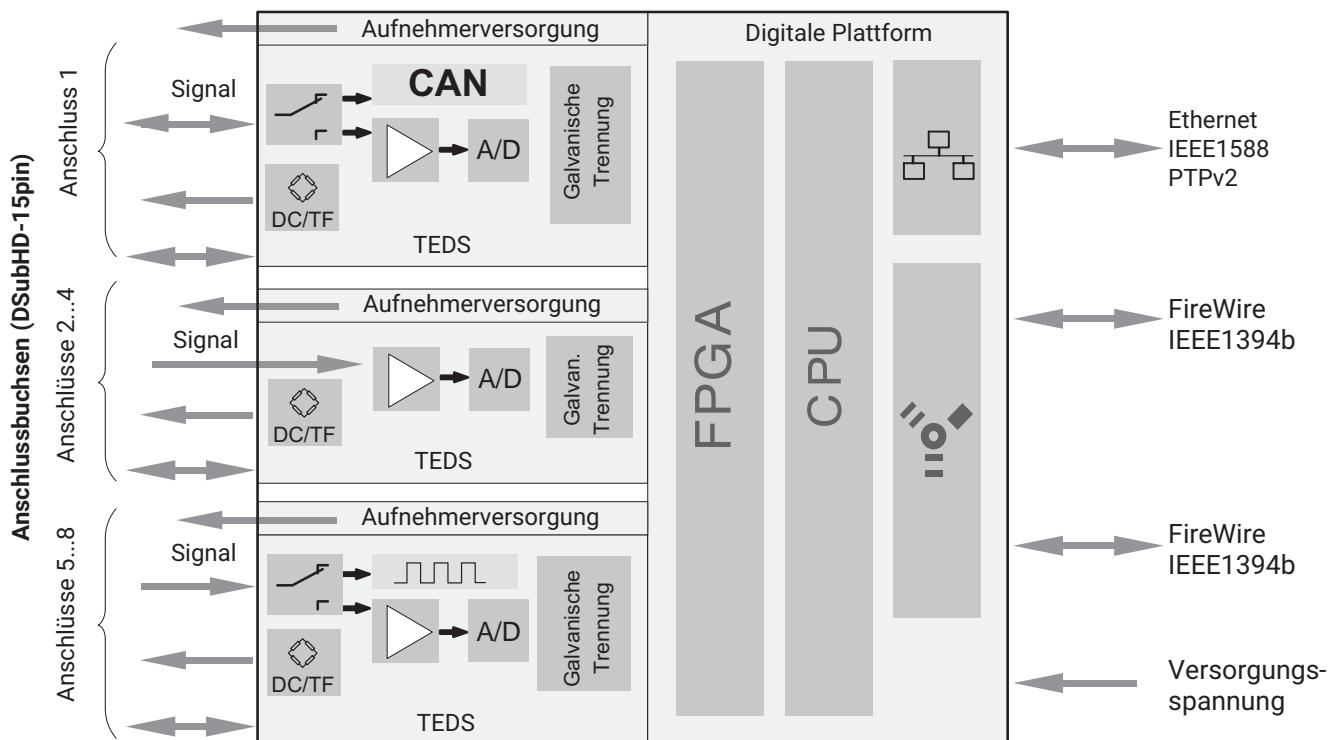 Anschlussbuchsen (DSubHD-15pin)
Anschluss 1
Signal
Aufnehmerversorgung
CAN
A/D
Galvanische
Trennung
DC/TF
TEDS
Anschlüsse 2...4
Signal
Aufnehmerversorgung
A/D
Galvan.
Trennung
DC/TF
TEDS
Anschlüsse 5...8
Signal
Aufnehmerversorgung
A/D
Galvanische
Trennung
DC/TF
TEDS
Digitale Plattform
FPGA
CPU
Ethernet
IEEE1588
PTPv2
FireWire
IEEE1394b
FireWire
IEEE1394b
Versorgungs-
spannung